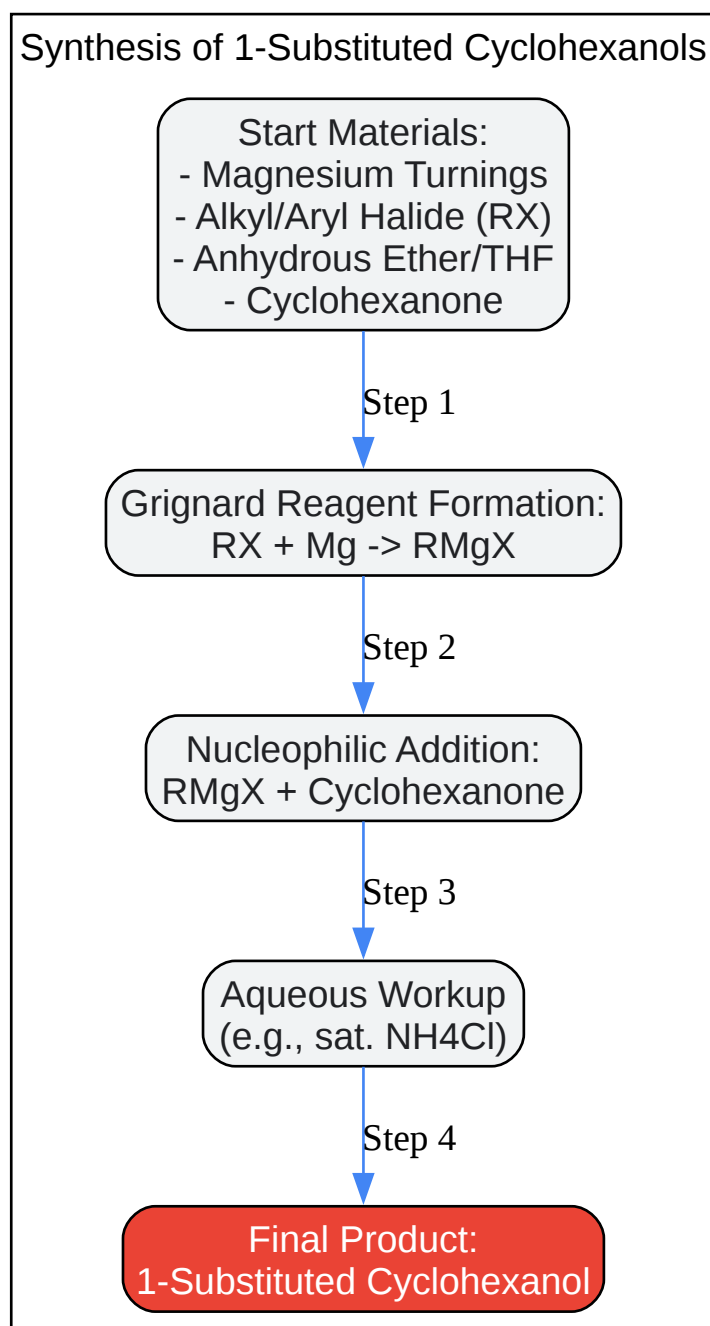 Synthesis of 1-Substituted Cyclohexanols
Start Materials:
- Magnesium Turnings
- Alkyl/Aryl Halide (RX)
- Anhydrous Ether/THF
- Cyclohexanone
Step 1
Grignard Reagent Formation:
RX + Mg -> RMgX
Step 2
Nucleophilic Addition:
RMgX + Cyclohexanone
Step 3
Aqueous Workup
(e.g., sat. NH4Cl)
Step 4
Final Product:
1-Substituted Cyclohexanol